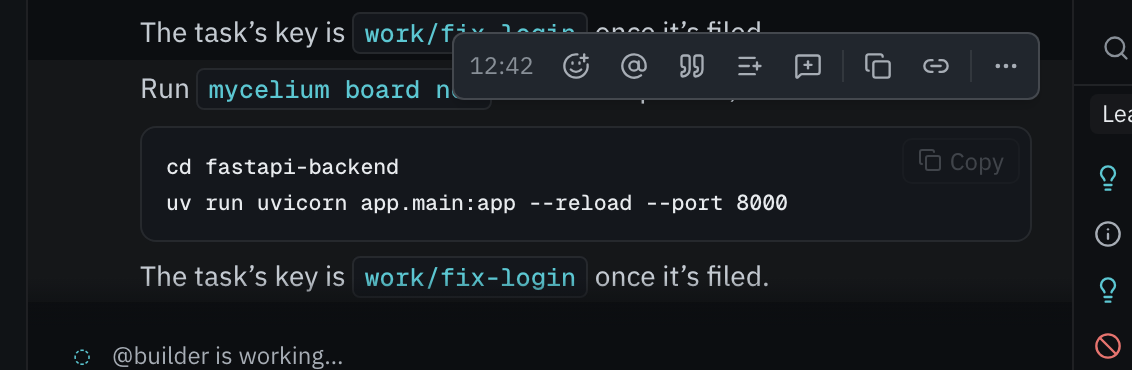 The task’s key is work/fix-login once it’s filed.
12:42
Run mycelium board
Copy
cd fastapi-backend
uv run uvicorn app.main:app --reload --port 8000
The task’s key is work/fix-login once it’s filed.
@builder is working...